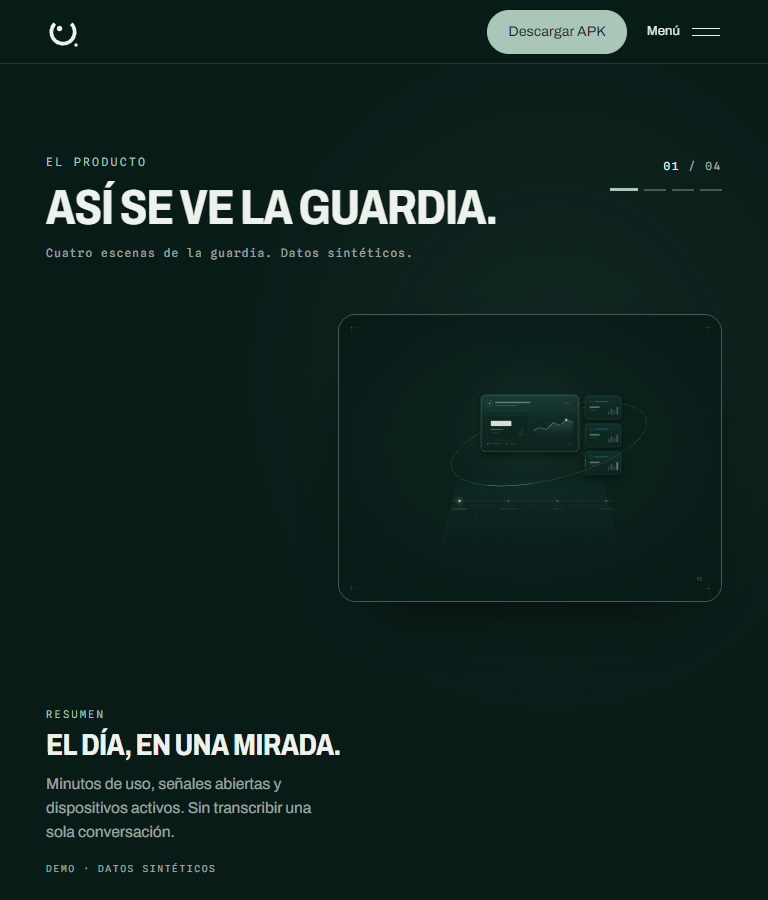 Descargar APK
Menú
EL PRODUCTO
01 / 04
ASÍ SE VE LA GUARDIA.
Cuatro escenas de la guardia. Datos sintéticos.
RESUMEN
EL DÍA, EN UNA MIRADA.
Minutos de uso, señales abiertas y
dispositivos activos. Sin transcribir una
sola conversación.
DEMO · DATOS SINTÉTICOS